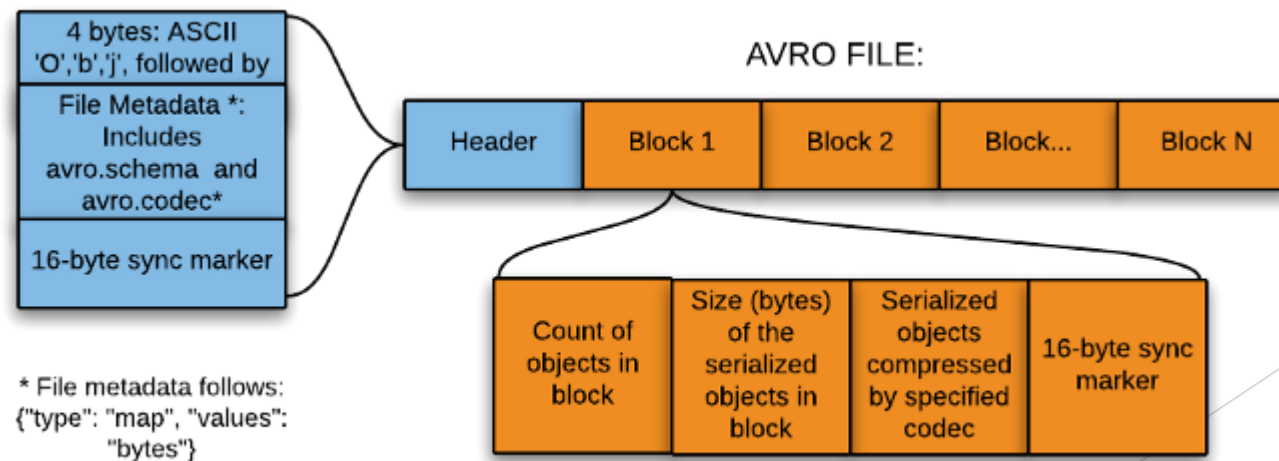 4 bytes: ASCII
'O','b','j', followed by
File Metadata *:
Includes
avro.schema and
avro.codec*
16-byte sync marker
* File metadata follows:
{"type": "map", "values":
"bytes"}
AVRO FILE:
Header
Block 1
Block 2
Block...
Block N
Count of
objects in
block
Size (bytes)
of the
serialized
objects in
block
Serialized
objects
compressed
by specified
codec
16-byte sync
marker